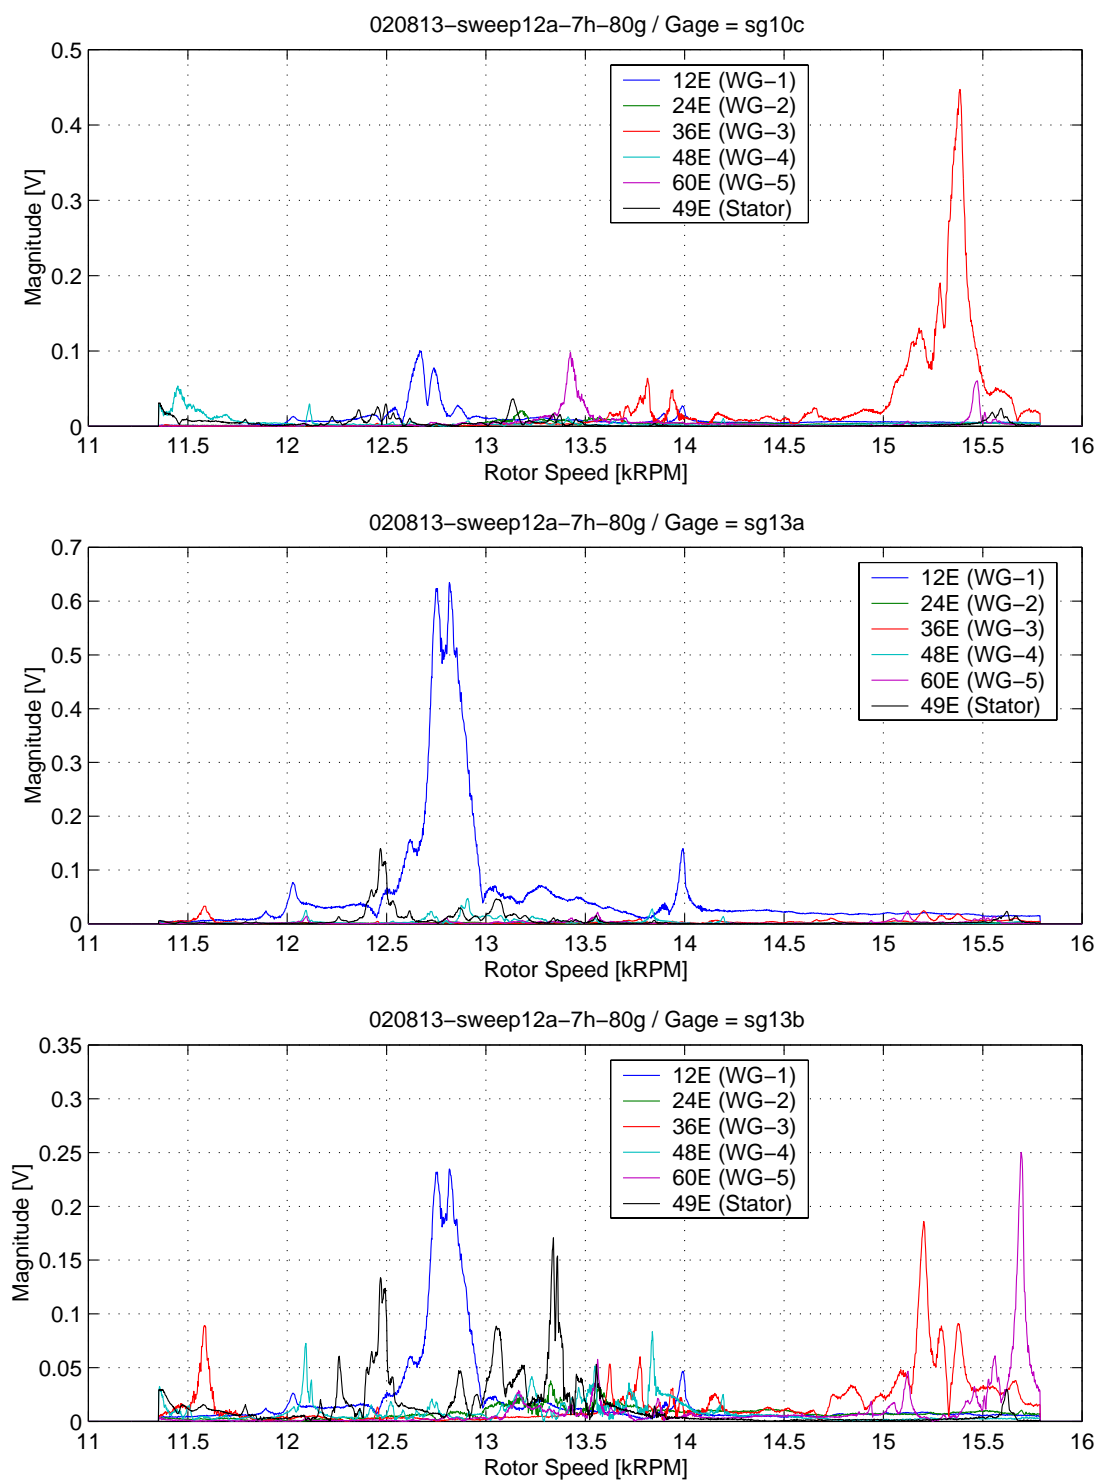 020813−sweep12a−7h−80g / Gage = sg10c
0.5
0.4
0.3
0.2
0.1
0
Magnitude [V]
12E (WG−1)
24E (WG−2)
36E (WG−3)
48E (WG−4)
60E (WG−5)
49E (Stator)
11 11.5 12 12.5 13 13.5 14 14.5 15 15.5 16
Rotor Speed [kRPM]
020813−sweep12a−7h−80g / Gage = sg13a
0.7
0.6
0.5
0.4
0.3
0.2
0.1
0
Magnitude [V]
12E (WG−1)
24E (WG−2)
36E (WG−3)
48E (WG−4)
60E (WG−5)
49E (Stator)
11 11.5 12 12.5 13 13.5 14 14.5 15 15.5 16
Rotor Speed [kRPM]
020813−sweep12a−7h−80g / Gage = sg13b
0.35
0.3
0.25
0.2
0.15
0.1
0.05
0
Magnitude [V]
12E (WG−1)
24E (WG−2)
36E (WG−3)
48E (WG−4)
60E (WG−5)
49E (Stator)
11 11.5 12 12.5 13 13.5 14 14.5 15 15.5 16
Rotor Speed [kRPM]